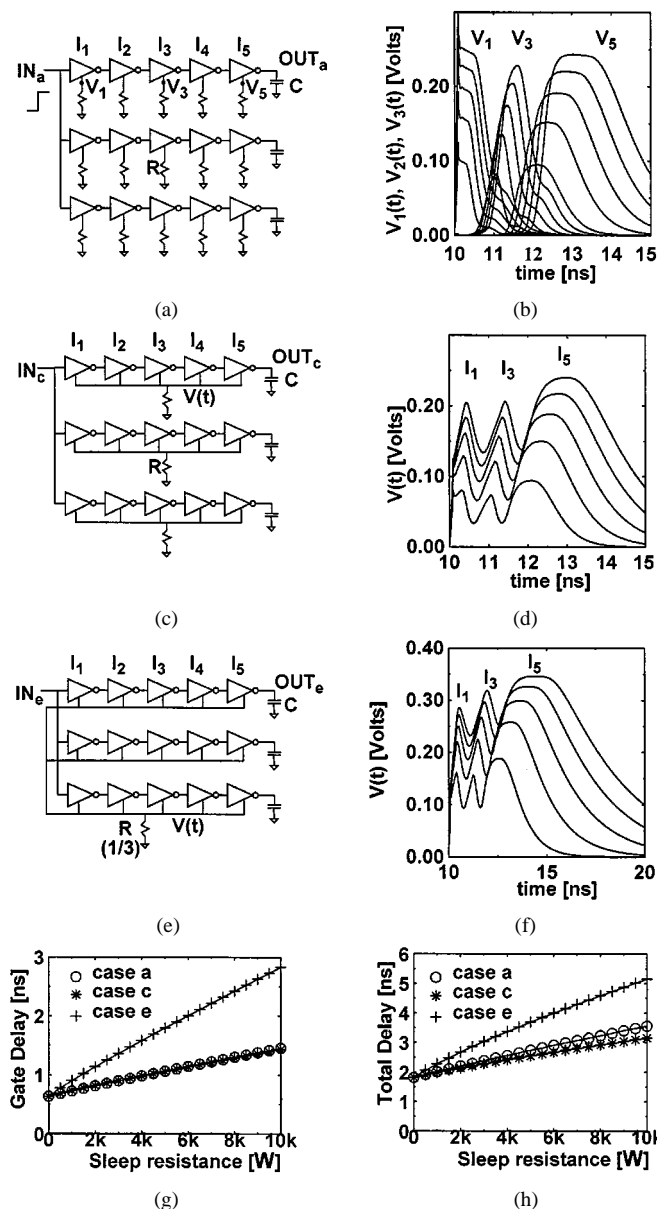 I1 I2 I3 I4 I5
OUTa
INa
V1 V3 V5
C
R
(a)
V1(t), V2(t), V3(t) [Volts]
V1 V3 V5
0.20
0.10
0.00
10 11 12 13 14 15
time [ns]
(b)
I1 I2 I3 I4 I5
OUTc
INc
C
V(t)
R
(c)
V(t) [Volts]
I1 I3 I5
0.20
0.10
0.00
10 11 12 13 14 15
time [ns]
(d)
I1 I2 I3 I4 I5
OUTe
INe
C
R V(t)
(1/3)
(e)
V(t) [Volts]
0.40
I1 I3 I5
0.30
0.20
0.10
0.00
10 15 20
time [ns]
(f)
Gate Delay [ns]
3
2
1
0
case a
case c
case e
2k 4k 6k 8k 10k
Sleep resistance [W]
(g)
Total Delay [ns]
6
5
4
3
2
1
0
case a
case c
case e
0 2k 4k 6k 8k 10k
Sleep resistance [W]
(h)